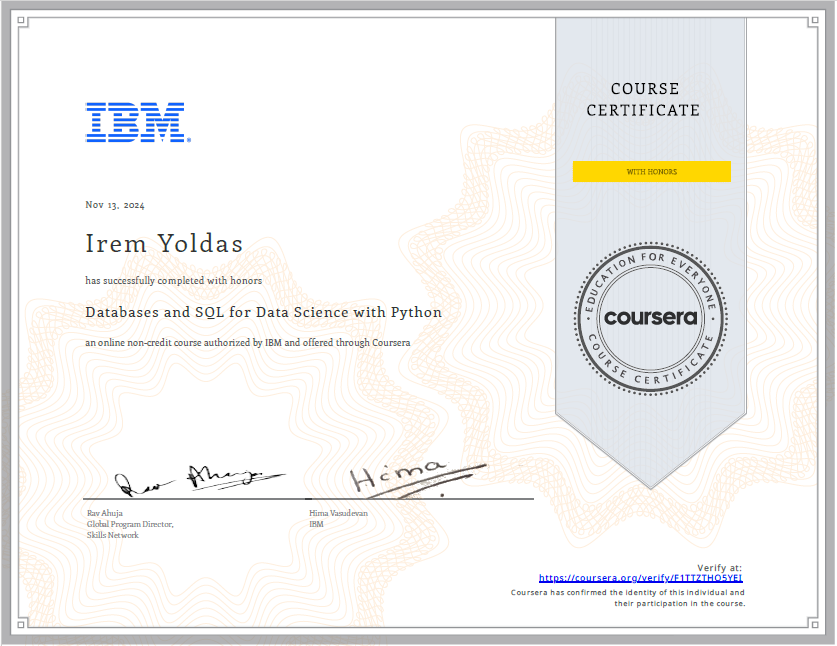 COURSE
CERTIFICATE
IBM
WITH HONORS
Nov 13, 2024
Irem Yoldas
has successfully completed with honors
Databases and SQL for Data Science with Python
an online non-credit course authorized by IBM and offered through Coursera
EDUCATION FOR EVERYONE
coursera
COURSE CERTIFICATE
Rav Ahuja
Hima
Rav Ahuja
Global Program Director,
Skills Network
Hima Vasudevan
IBM
Verify at:
https://coursera.org/verify/F1TTZTHO5YEI
Coursera has confirmed the identity of this individual and
their participation in the course.